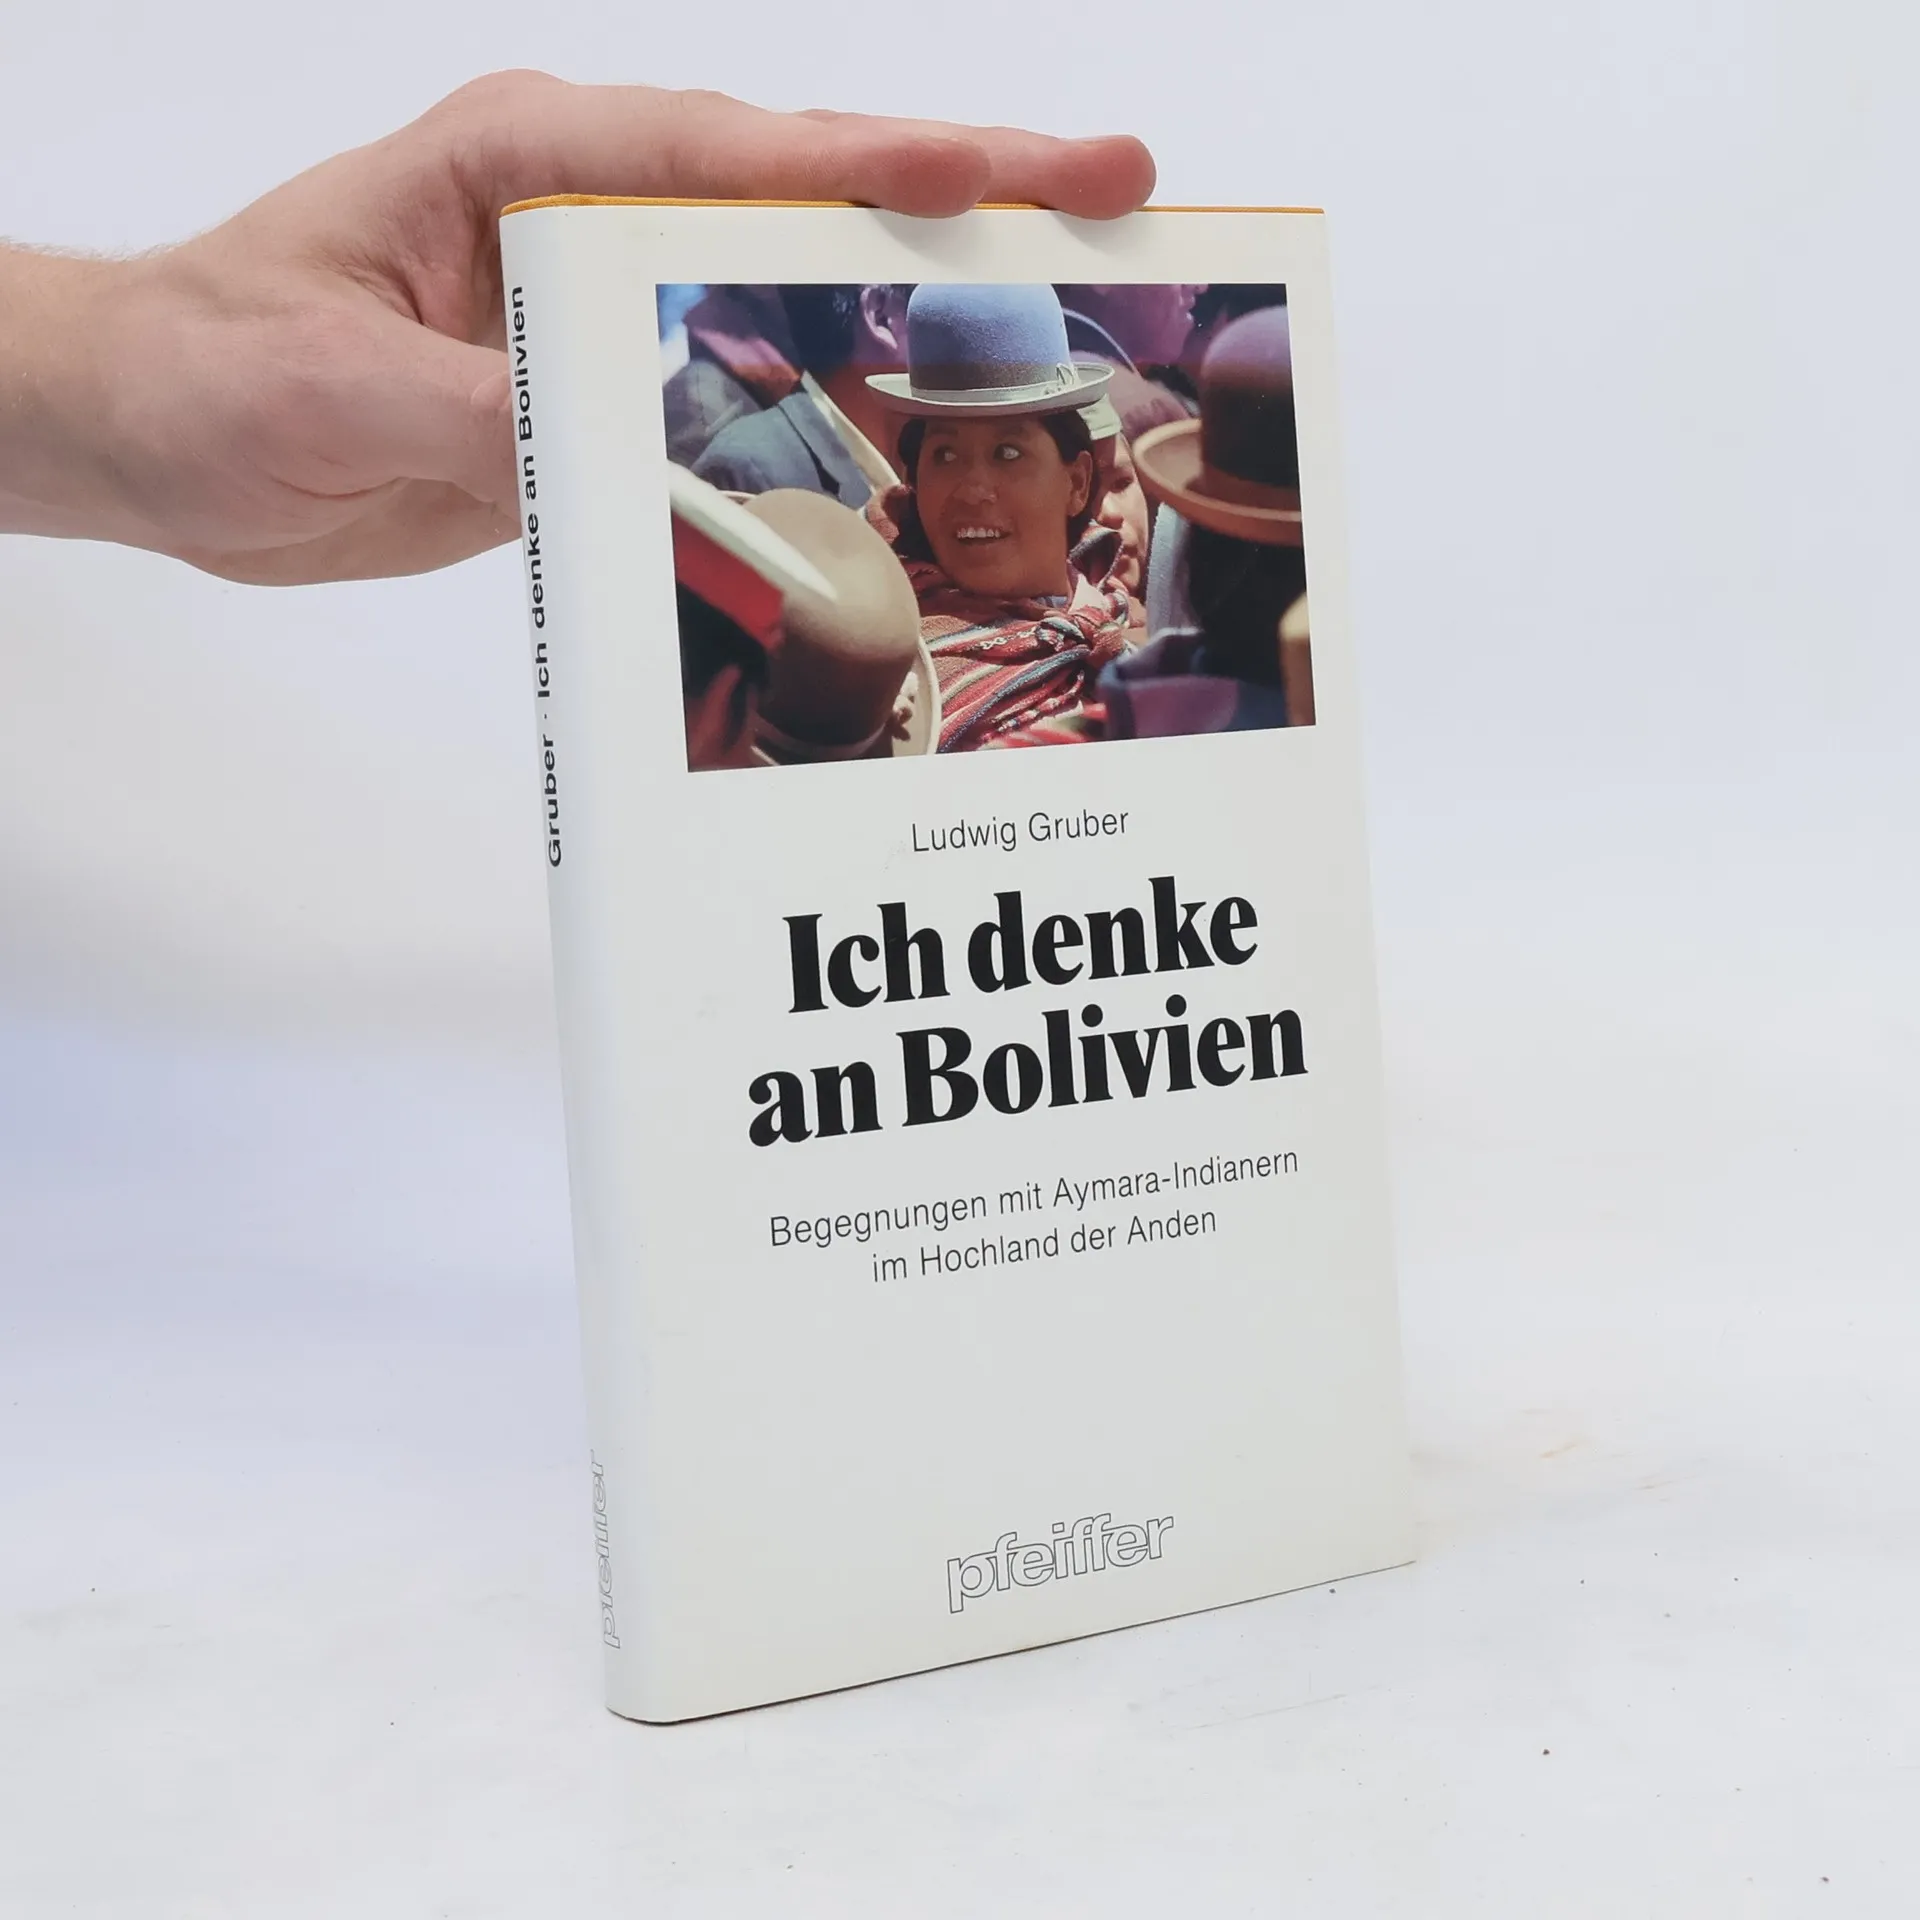 Gruber · Ich denke an Bolivien
pfeiffer
Ludwig Gruber
Ich denke
an Bolivien
Begegnungen mit Aymara-Indianern
im Hochland der Anden
pfeiffer